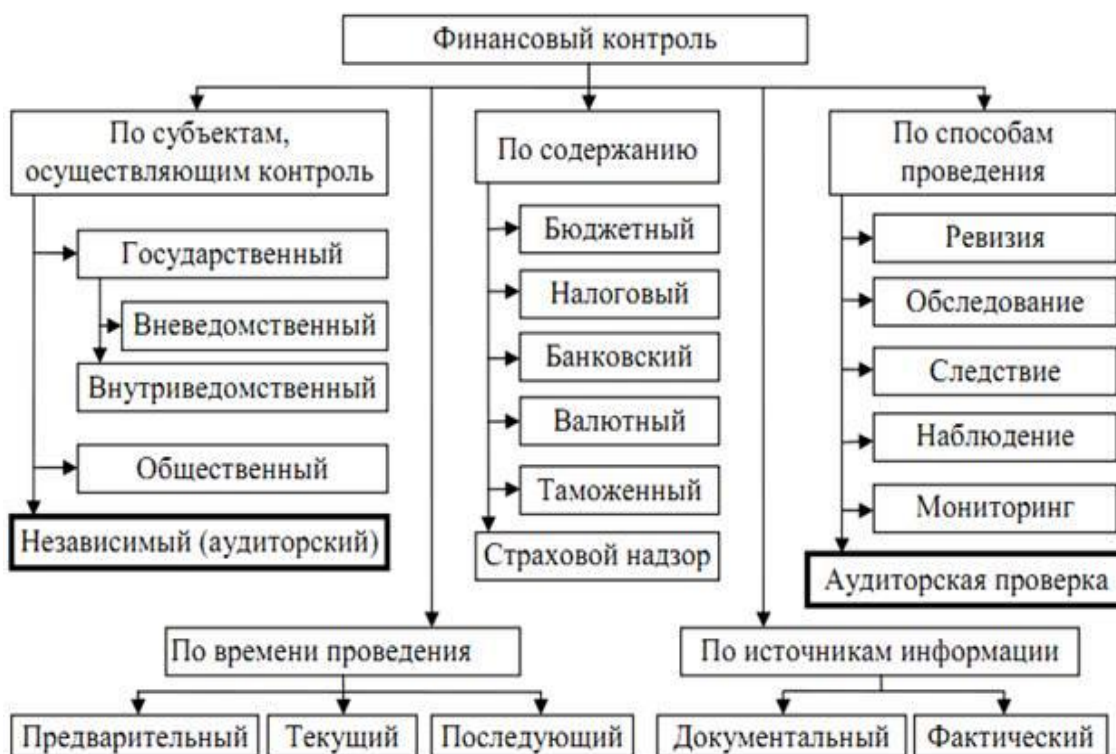 Финансовый контроль
По субъектам,
осуществляющим контроль
Государственный
Вневедомственный
Внутриведомственный
Общественный
Независимый (аудиторский)
По содержанию
Бюджетный
Налоговый
Банковский
Валютный
Таможенный
Страховой надзор
По способам
проведения
Ревизия
Обследование
Следствие
Наблюдение
Мониторинг
Аудиторская проверка
По времени проведения
Предварительный
Текущий
Последующий
По источникам информации
Документальный
Фактический